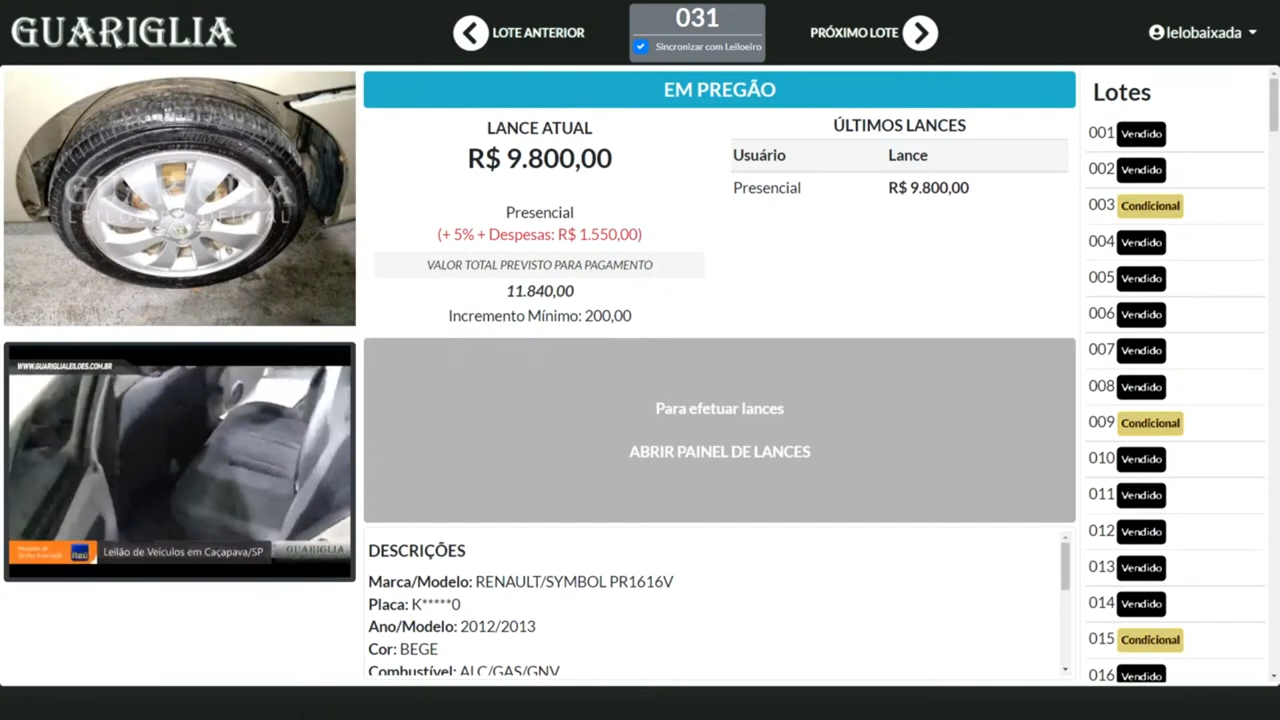 GUARIGLIA
LOTE ANTERIOR
031
Sincronizar com Leiloeiro
PRÓXIMO LOTE
lelobaixada
GUARIGLIA
LEILOEIRO OFICIAL
EM PREGÃO
LANCE ATUAL
R$ 9.800,00
Presencial
(+ 5% + Despesas: R$ 1.550,00)
VALOR TOTAL PREVISTO PARA PAGAMENTO
11.840,00
Incremento Mínimo: 200,00
ÚLTIMOS LANCES
Usuário Lance
Presencial R$ 9.800,00
Para efetuar lances
ABRIR PAINEL DE LANCES
WWW.GUARIGLIALEILOES.COM.BR
itaú
Leilão de Veiculos em Caçapava/SP
GUARIGLIA
DESCRIÇÕES
Marca/Modelo: RENAULT/SYMBOL PR1616V
Placa: K*****0
Ano/Modelo: 2012/2013
Cor: BEGE
Combustível: ALC/GAS/GNV
Lotes
001 Vendido
002 Vendido
003 Condicional
004 Vendido
005 Vendido
006 Vendido
007 Vendido
008 Vendido
009 Condicional
010 Vendido
011 Vendido
012 Vendido
013 Vendido
014 Vendido
015 Condicional
016 Vendido